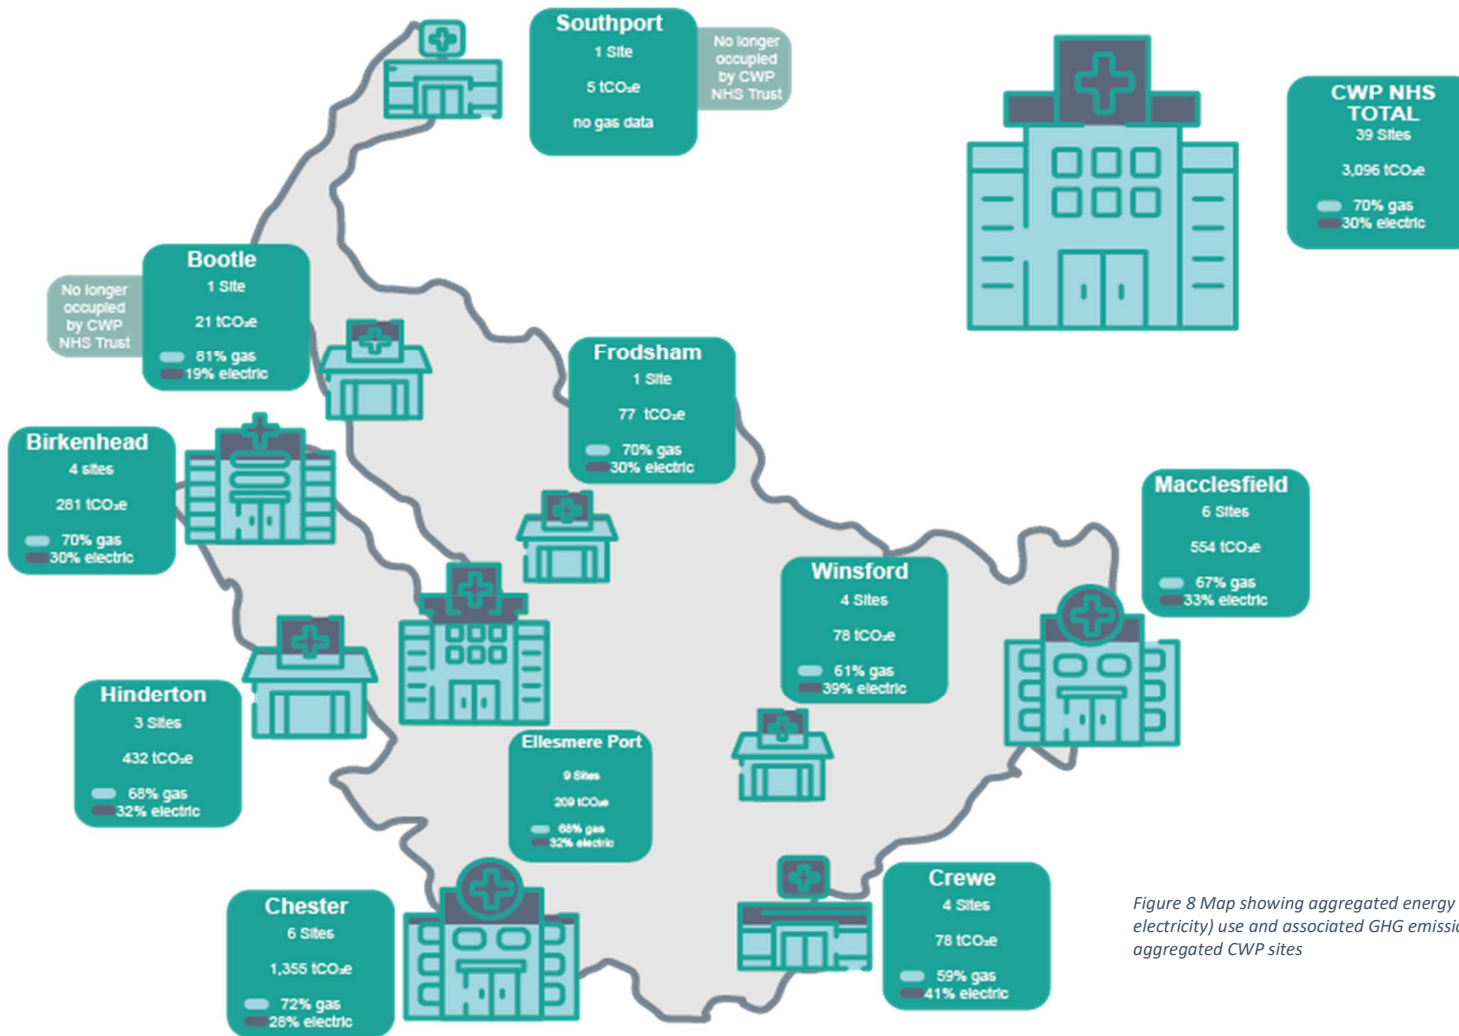 Southport
1 Site
5 tCO₂e
no gas data
No longer
occupied
by CWP
NHS Trust
CWP NHS
TOTAL
39 Sites
3,096 tCO₂e
70% gas
30% electric
Bootle
1 Site
21 tCO₂e
81% gas
19% electric
No longer
occupied
by CWP
NHS Trust
Frodsham
1 Site
77 tCO₂e
70% gas
30% electric
Birkenhead
4 sites
281 tCO₂e
70% gas
30% electric
Macclesfield
6 Sites
554 tCO₂e
67% gas
33% electric
Winsford
4 Sites
78 tCO₂e
61% gas
39% electric
Hinderton
3 Sites
432 tCO₂e
68% gas
32% electric
Ellesmere Port
9 Sites
209 tCO₂e
68% gas
32% electric
Chester
6 Sites
1,355 tCO₂e
72% gas
28% electric
Crewe
4 Sites
78 tCO₂e
59% gas
41% electric
Figure 8 Map showing aggregated energy
electricity) use and associated GHG emissio
aggregated CWP sites